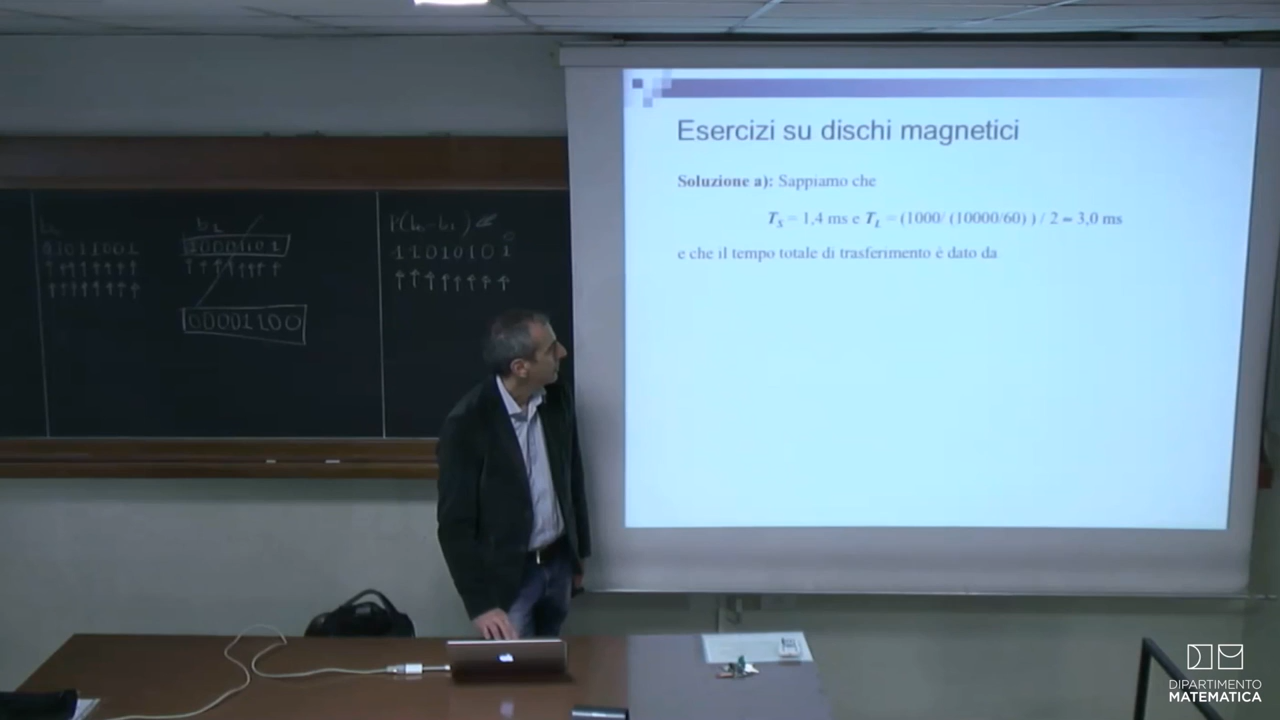 Esercizi su dischi magnetici
Soluzione a): Sappiamo che
T_S = 1,4 ms e T_L = (1000/ (10000/60) ) / 2 = 3,0 ms
e che il tempo totale di trasferimento è dato da
11010101
00001100
DIPARTIMENTO
MATEMATICA